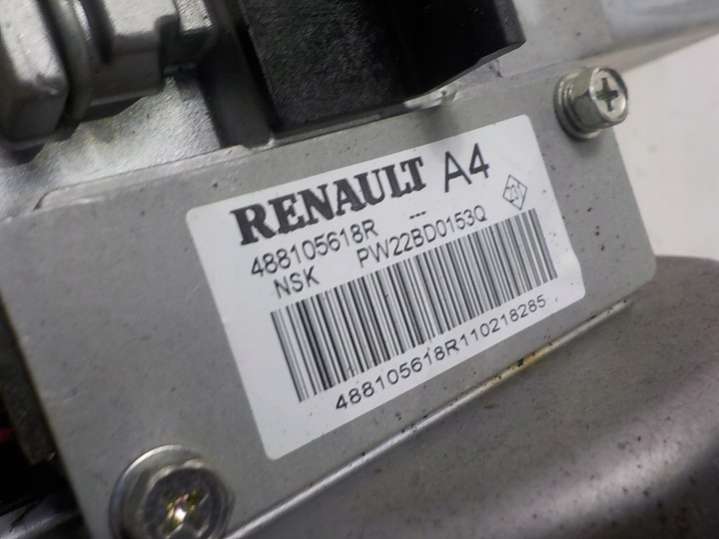 RENAULT A4
488105618R ---
NSK PW22BD0153Q
488105618R110218285